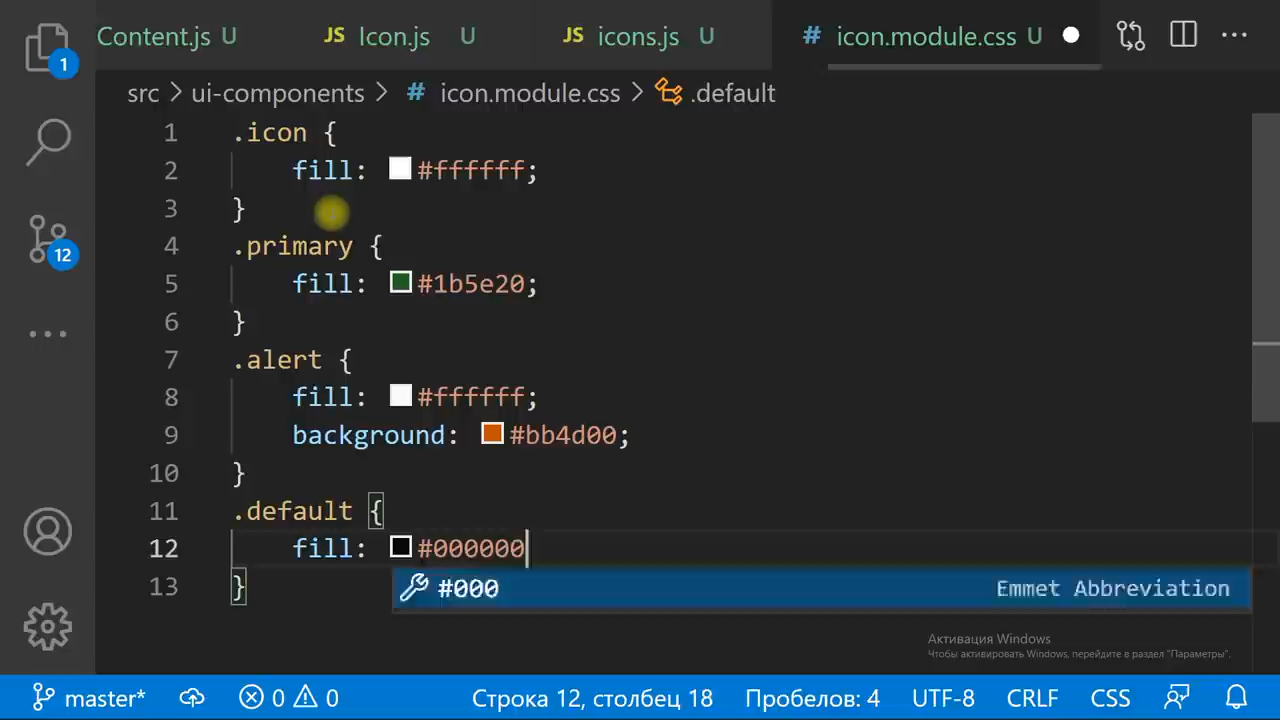 1
Content.js U
JS Icon.js U
JS icons.js U
# icon.module.css U
src > ui-components > # icon.module.css > .default
1 .icon {
2 fill: #ffffff;
3 }
4 .primary {
5 fill: #1b5e20;
6 }
7 .alert {
8 fill: #ffffff;
9 background: #bb4d00;
10 }
11 .default {
12 fill: #000000
13 }
#000 Emmet Abbreviation
12
Активация Windows
Чтобы активировать Windows, перейдите в раздел "Параметры".
master* 0 0 Строка 12, столбец 18 Пробелов: 4 UTF-8 CRLF CSS